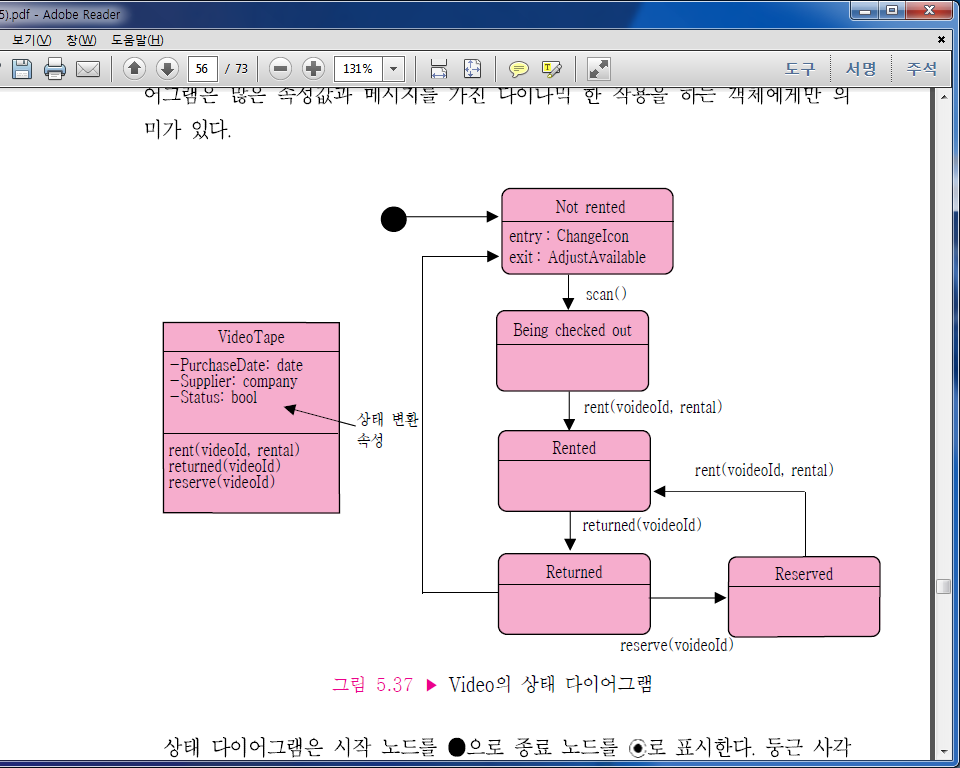 5).pdf - Adobe Reader
보기(V) 창(W) 도움말(H)
56 / 73 131% 도구 서명 주석
어그램은 많은 속성값과 메시지를 가진 다이나믹 한 작용을 하는 객체에게만 의
미가 있다.
Not rented
entry : ChangeIcon
exit : AdjustAvailable
scan()
Being checked out
VideoTape
-PurchaseDate: date
-Supplier: company
-Status: bool
상태 변환
속성
rent(videoId, rental)
returned(videoId)
reserve(videoId)
rent(voideoId, rental)
Rented
rent(voideoId, rental)
returned(voideoId)
Returned
Reserved
reserve(voideoId)
그림 5.37 ▶ Video의 상태 다이어그램
상태 다이어그램은 시작 노드를 ●으로 종료 노드를 ◉로 표시한다. 둥근 사각